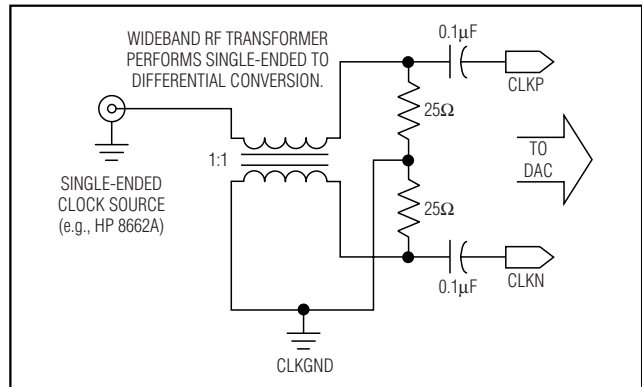 WIDEBAND RF TRANSFORMER
PERFORMS SINGLE-ENDED TO
DIFFERENTIAL CONVERSION.
0.1μF
CLKP
25Ω
1:1
TO
DAC
SINGLE-ENDED
CLOCK SOURCE
(e.g., HP 8662A)
25Ω
0.1μF
CLKN
CLKGND